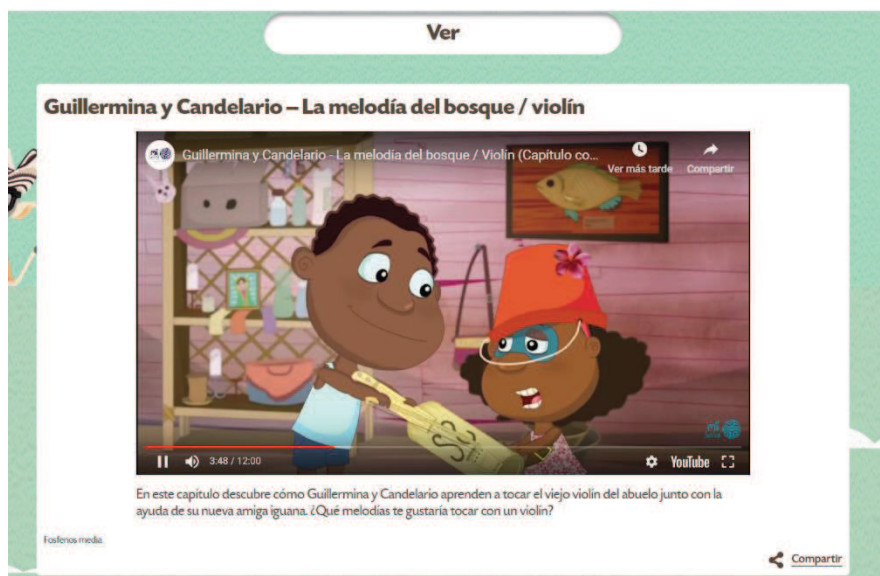 Ver
Guillermina y Candelario – La melodía del bosque / violín
Guillermina y Candelario - La melodía del bosque / Violín (Capítulo co...
Ver más tarde
Compartir
mi
señal
3:48 / 12:00
YouTube
En este capítulo descubre cómo Guillermina y Candelario aprenden a tocar el viejo violín del abuelo junto con la
ayuda de su nueva amiga iguana. ¿Qué melodías te gustaría tocar con un violín?
Fosfenos media
Compartir